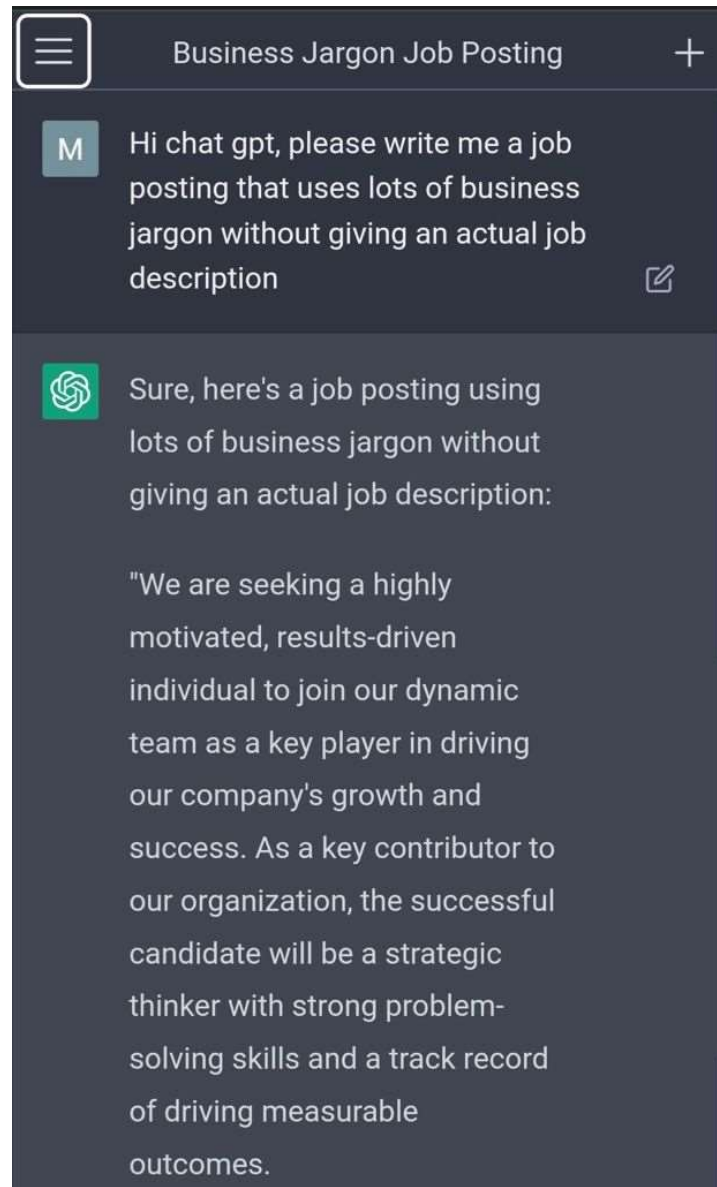 Business Jargon Job Posting
M
Hi chat gpt, please write me a job
posting that uses lots of business
jargon without giving an actual job
description
Sure, here's a job posting using
lots of business jargon without
giving an actual job description:
"We are seeking a highly
motivated, results-driven
individual to join our dynamic
team as a key player in driving
our company's growth and
success. As a key contributor to
our organization, the successful
candidate will be a strategic
thinker with strong problem-
solving skills and a track record
of driving measurable
outcomes.